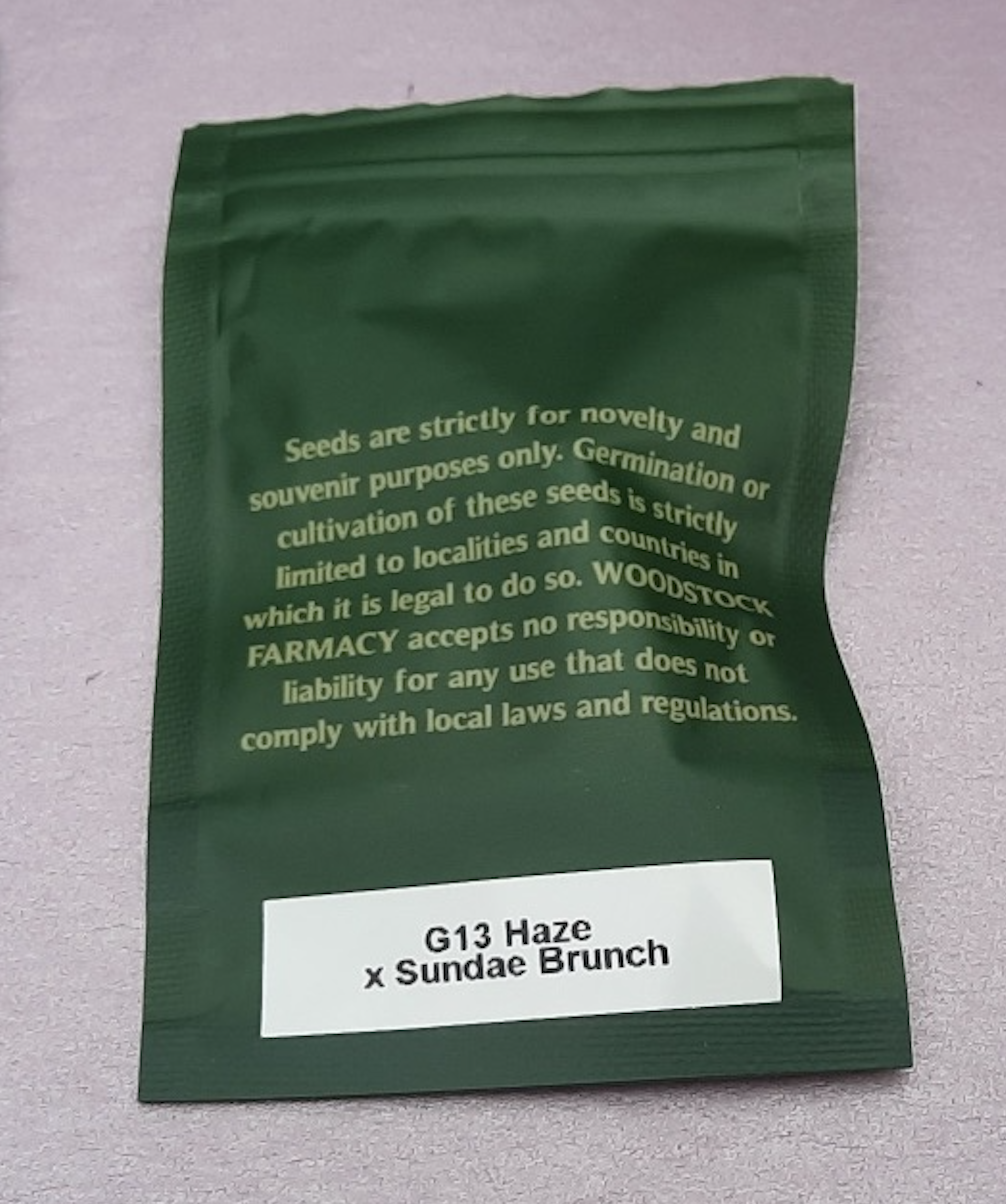 Seeds are strictly for novelty and
souvenir purposes only. Germination or
cultivation of these seeds is strictly
limited to localities and countries in
which it is legal to do so. WOODSTOCK
FARMACY accepts no responsibility or
liability for any use that does not
comply with local laws and regulations.
G13 Haze
x Sundae Brunch